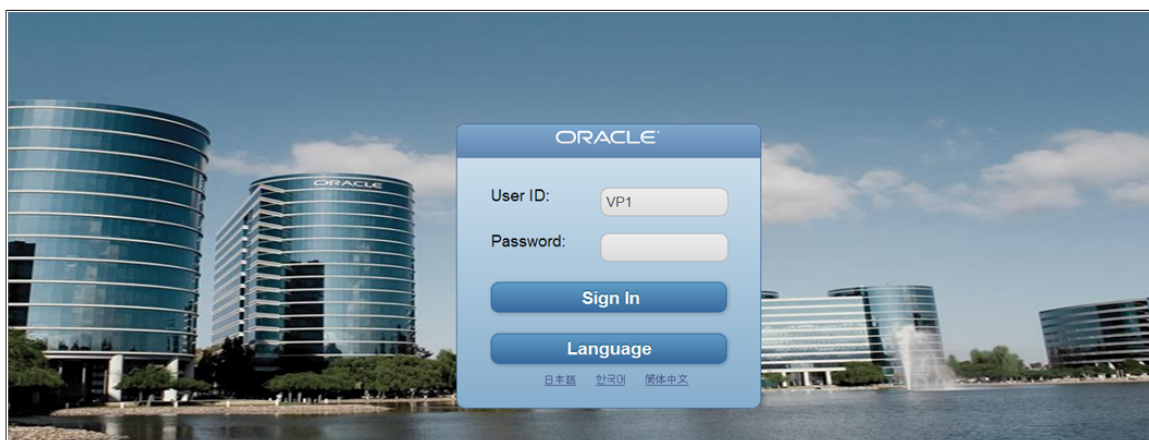 ORACLE
ORACLE
User ID:
VP1
Password:
Sign In
Language
日本語 한국어 简体中文